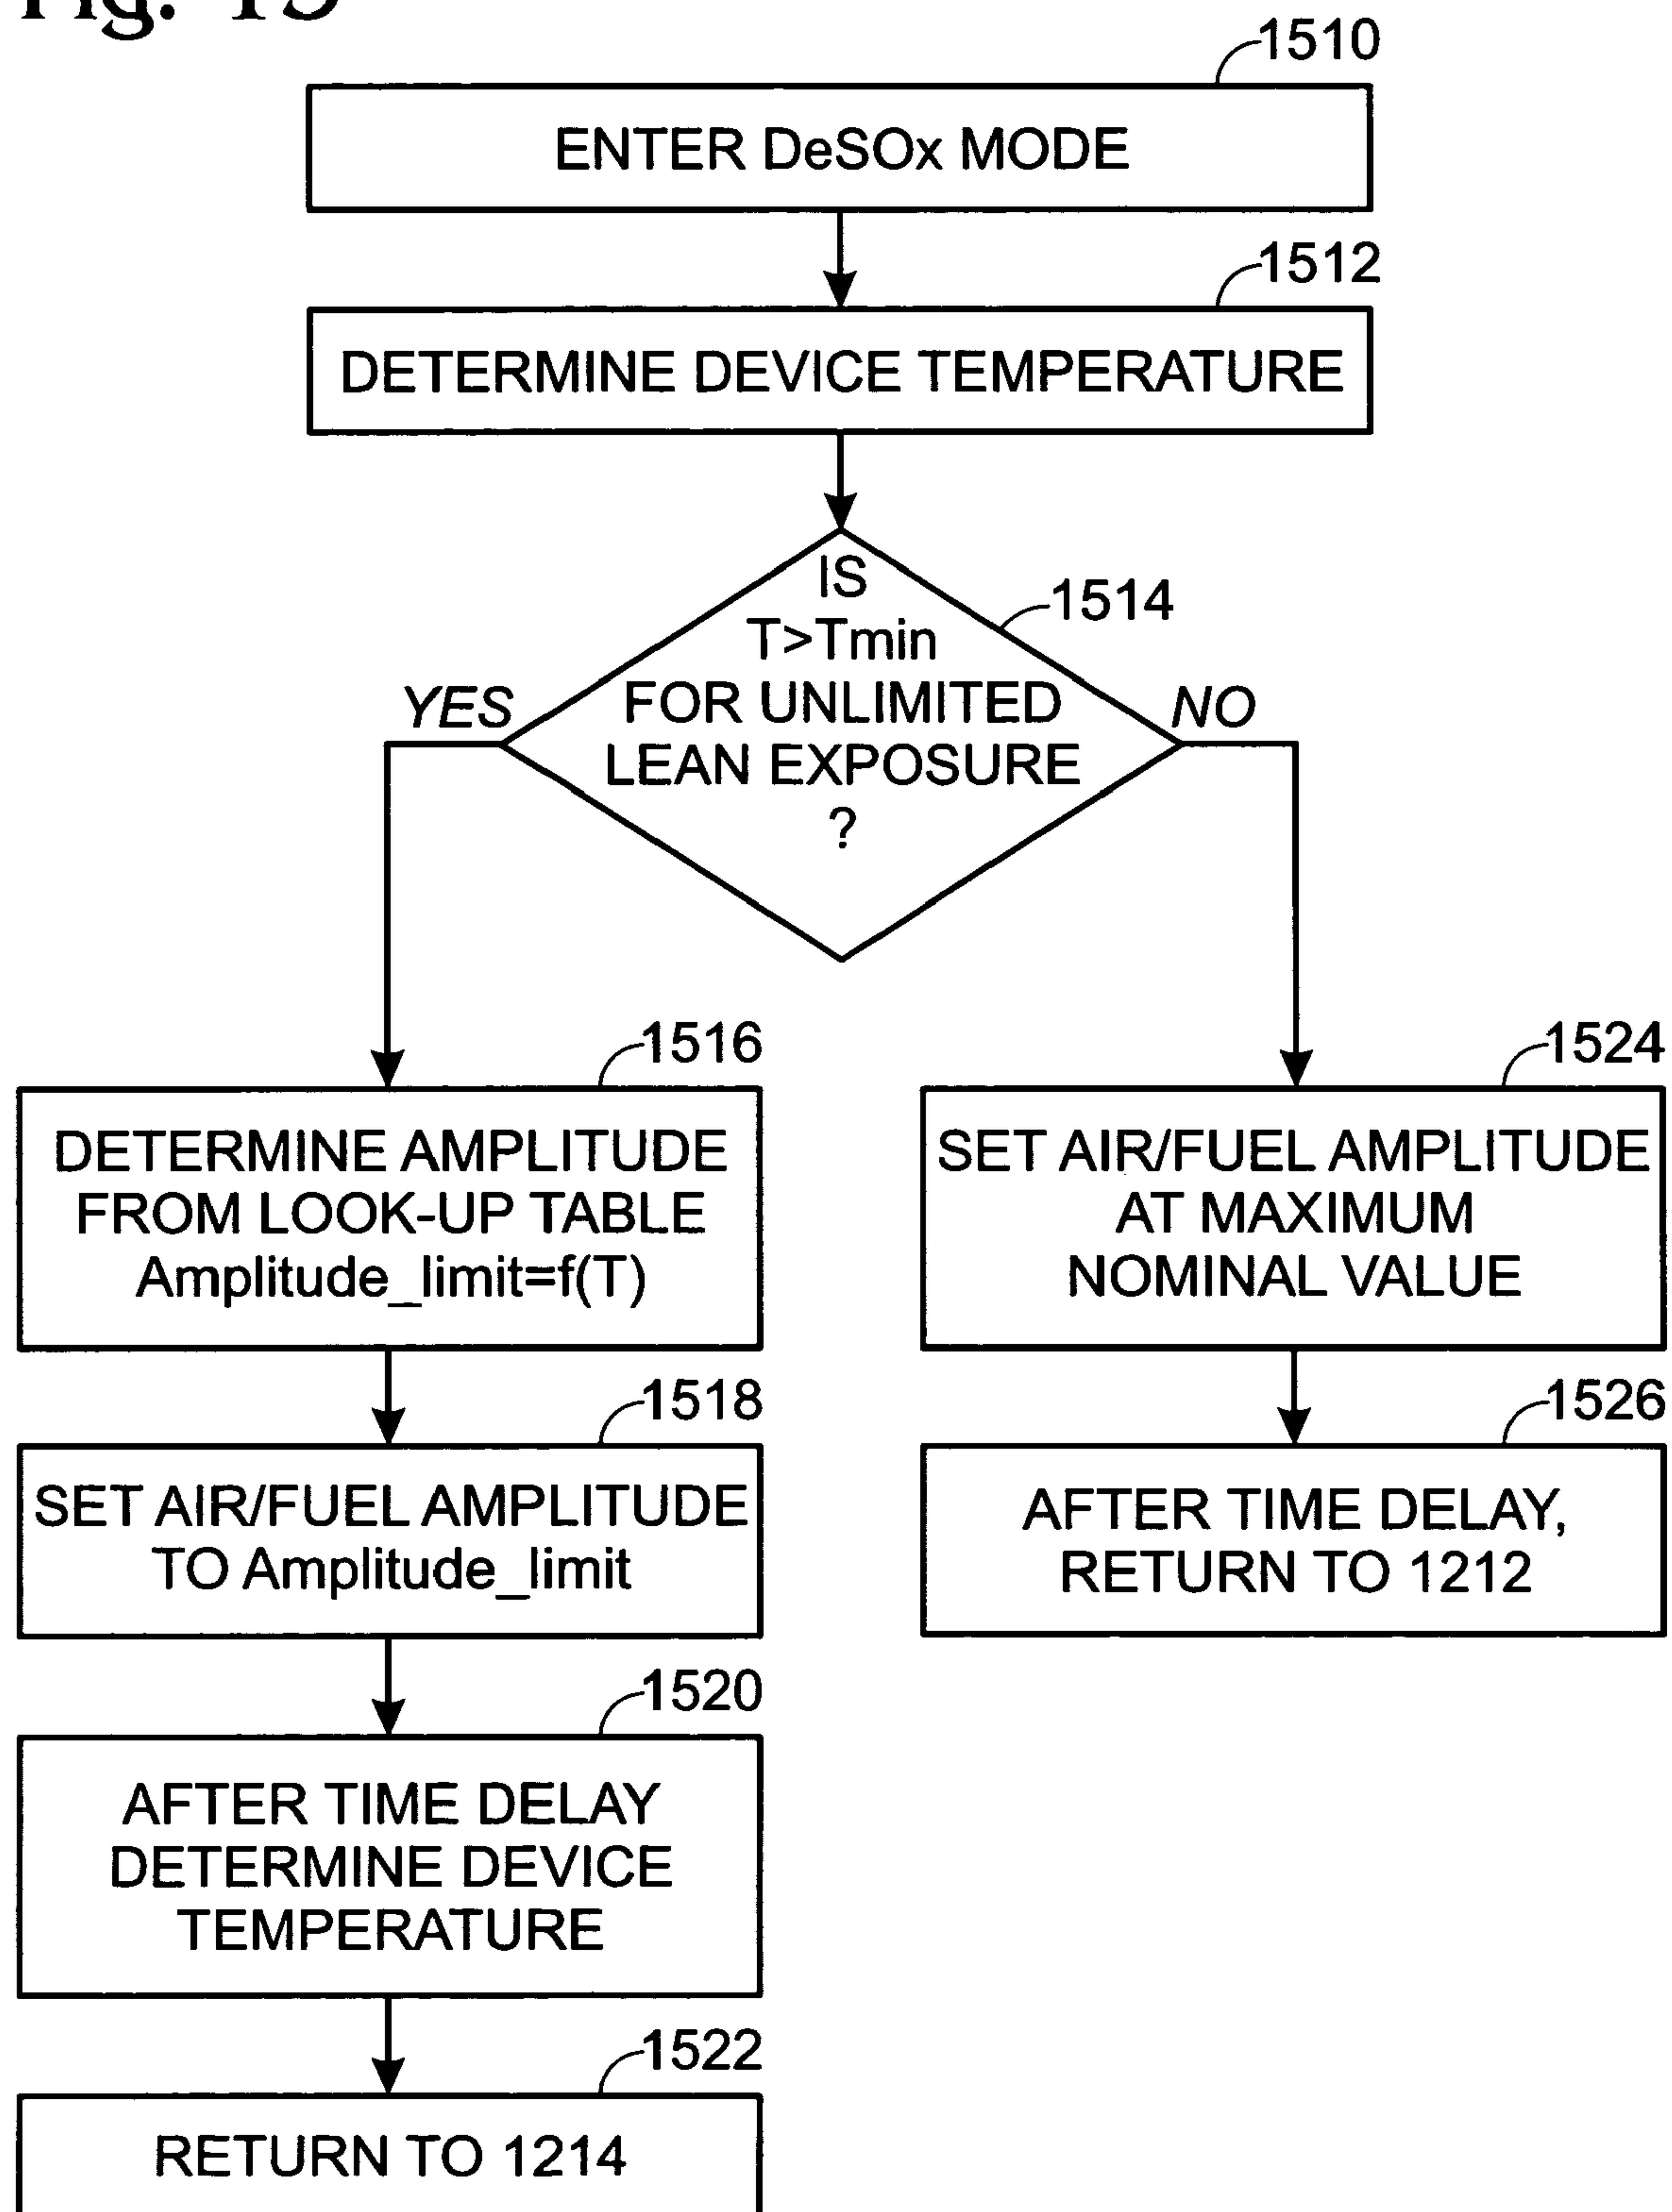 Fig. 15
1510
ENTER DeSOx MODE
1512
DETERMINE DEVICE TEMPERATURE
1514
IS
T>Tmin
FOR UNLIMITED
LEAN EXPOSURE
?
YES
NO
1516
DETERMINE AMPLITUDE
FROM LOOK-UP TABLE
Amplitude_limit=f(T)
1524
SET AIR/FUEL AMPLITUDE
AT MAXIMUM
NOMINAL VALUE
1518
SET AIR/FUEL AMPLITUDE
TO Amplitude_limit
1526
AFTER TIME DELAY,
RETURN TO 1212
1520
AFTER TIME DELAY
DETERMINE DEVICE
TEMPERATURE
1522
RETURN TO 1214